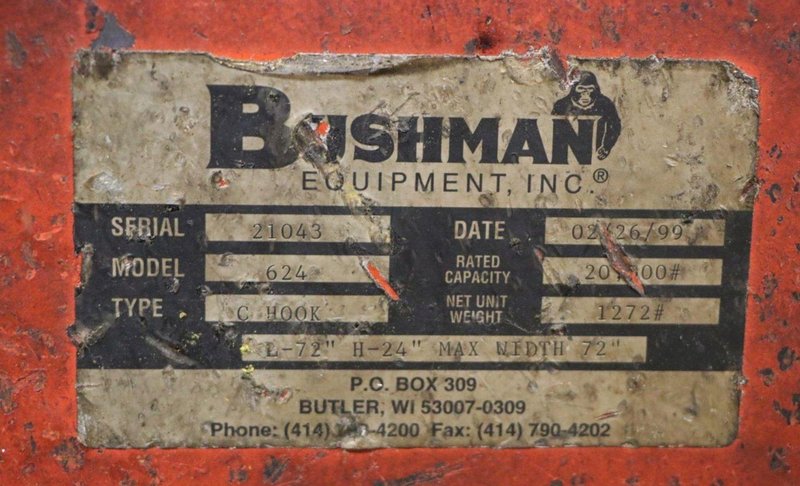 BUSHMAN
EQUIPMENT, INC.®
SERIAL 21043 DATE 02/26/99
MODEL 624 RATED CAPACITY
TYPE C HOOK NET UNIT WEIGHT 1272#
L-72" H-24" MAX WIDTH 72"
P.O. BOX 309
BUTLER, WI 53007-0309
Phone: (414) Fax: (414) 790-4202